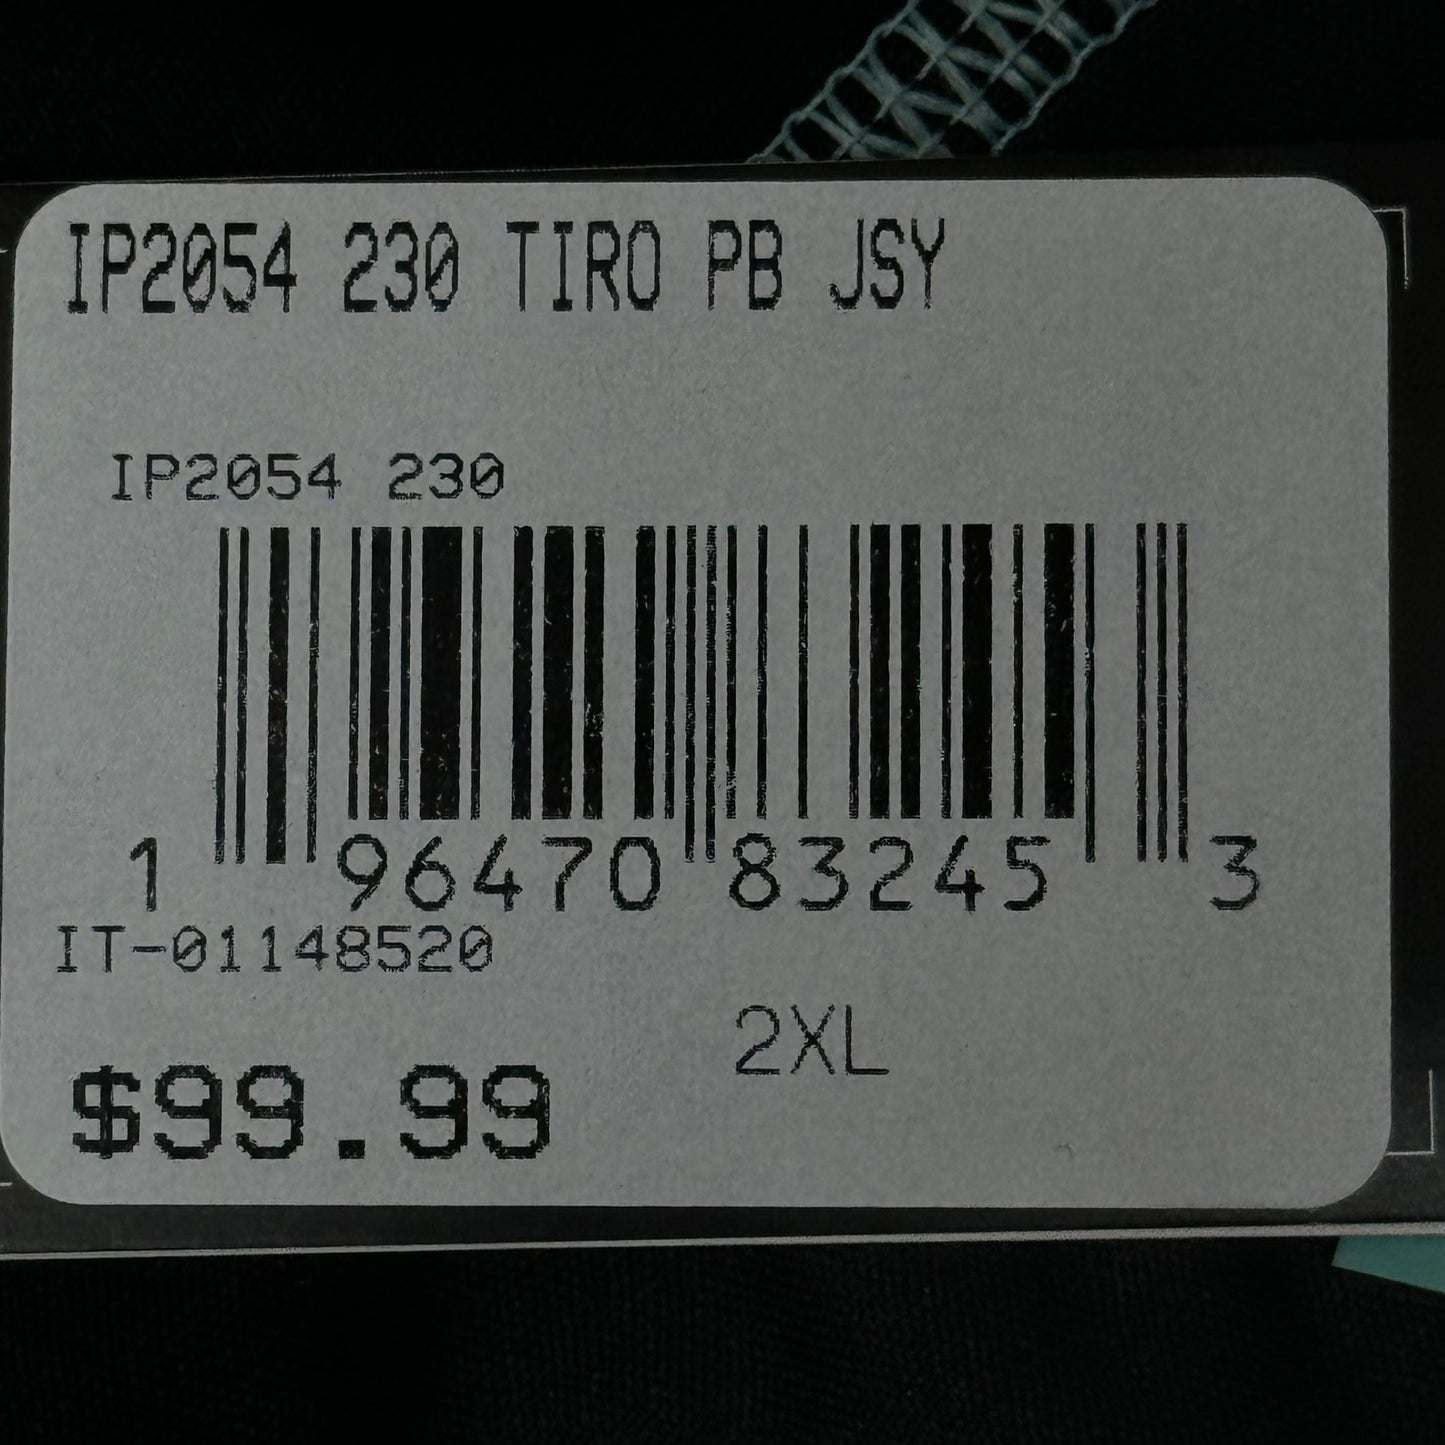 IP2054 230 TIRO PB JSY
IP2054 230
1 96470 83245 3
IT-01148520
2XL
$99.99